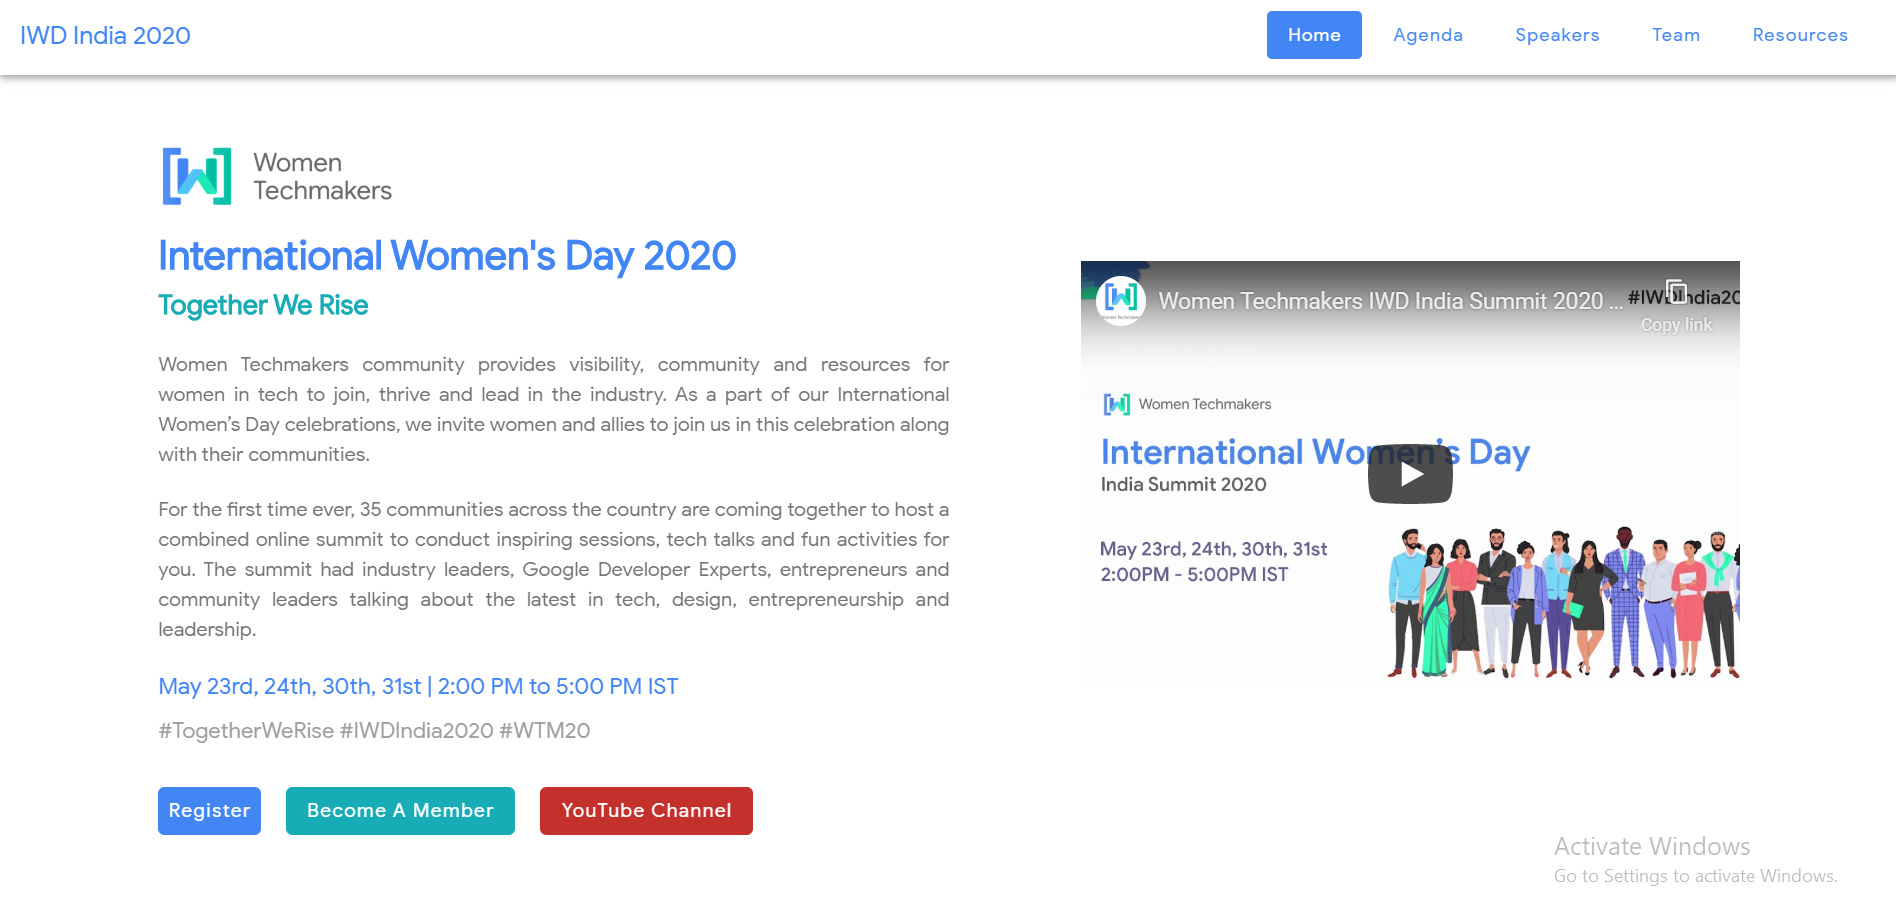 IWD India 2020
Home
Agenda
Speakers
Team
Resources
Women
Techmakers
International Women's Day 2020
Together We Rise
Women Techmakers community provides visibility, community and resources for
women in tech to join, thrive and lead in the industry. As a part of our International
Women’s Day celebrations, we invite women and allies to join us in this celebration along
with their communities.
For the first time ever, 35 communities across the country are coming together to host a
combined online summit to conduct inspiring sessions, tech talks and fun activities for
you. The summit had industry leaders, Google Developer Experts, entrepreneurs and
community leaders talking about the latest in tech, design, entrepreneurship and
leadership.
May 23rd, 24th, 30th, 31st | 2:00 PM to 5:00 PM IST
#TogetherWeRise #IWDIndia2020 #WTM20
Register
Become A Member
YouTube Channel
Women Techmakers IWD India Summit 2020 ...
#IWDIndia20
Copy link
Women Techmakers
International Women's Day
India Summit 2020
May 23rd, 24th, 30th, 31st
2:00PM - 5:00PM IST
Activate Windows
Go to Settings to activate Windows.